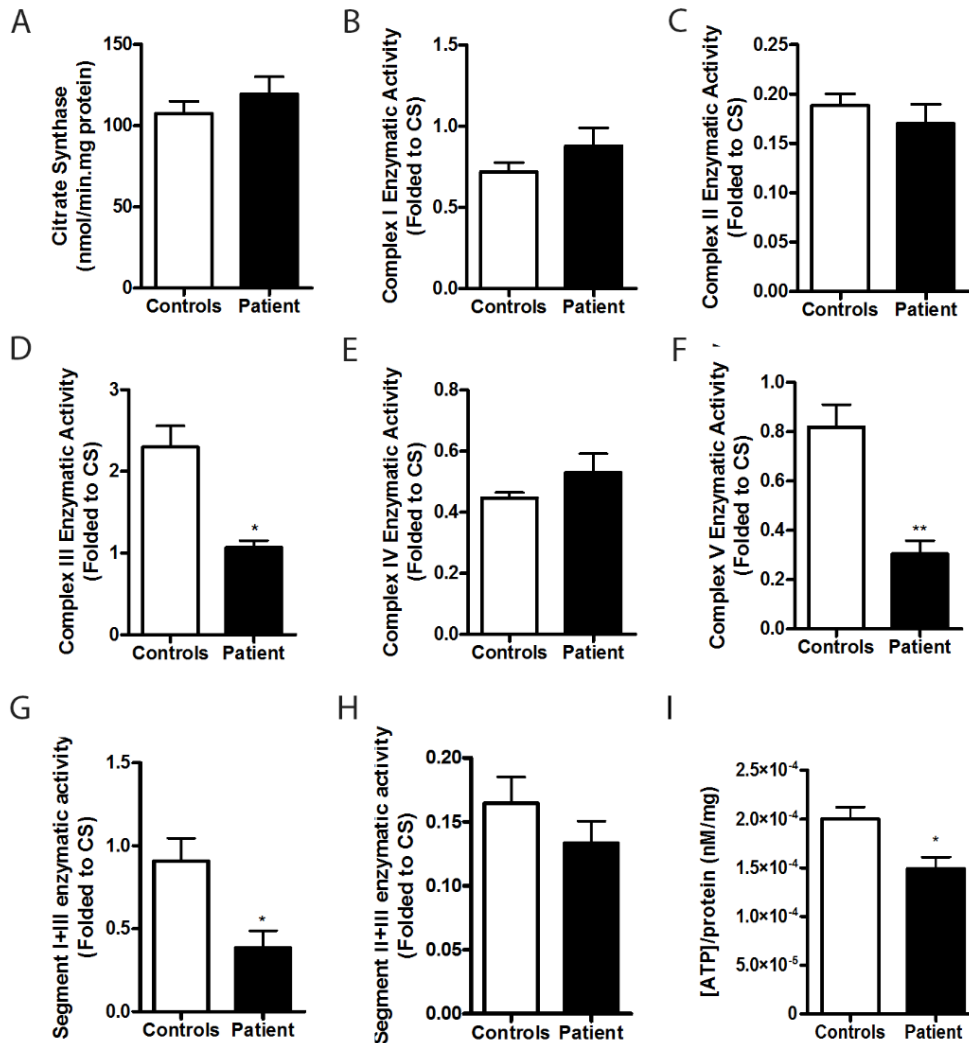 A
Citrate Synthase
(nmol/min.mg protein)
150
100
50
0
Controls Patient
B
Complex I Enzymatic Activity
(Folded to CS)
1.5
1.0
0.5
0.0
Controls Patient
C
Complex II Enzymatic Activity
(Folded to CS)
0.25
0.20
0.15
0.10
0.05
0.00
Controls Patient
D
Complex III Enzymatic Activity
(Folded to CS)
3
2
1
0
*
Controls Patient
E
Complex IV Enzymatic Activity
(Folded to CS)
0.8
0.6
0.4
0.2
0.0
Controls Patient
F
Complex V Enzymatic Activity
(Folded to CS)
1.0
0.8
0.6
0.4
0.2
0.0
**
Controls Patient
G
Segment I+III enzymatic activity
(Folded to CS)
1.5
1.0
0.5
0.0
*
Controls Patient
H
Segment II+III enzymatic activity
(Folded to CS)
0.20
0.15
0.10
0.05
0.00
Controls Patient
I
[ATP]/protein (nM/mg)
2.5×10-4
2.0×10-4
1.5×10-4
1.0×10-4
5.0×10-5
0
*
Controls Patient